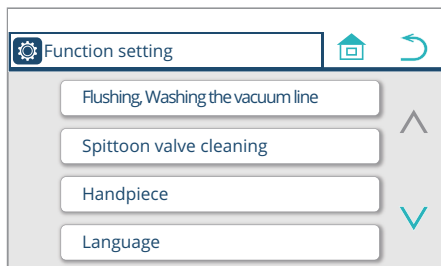 Function setting
Flushing, Washing the vacuum line
Spittoon valve cleaning
Handpiece
Language